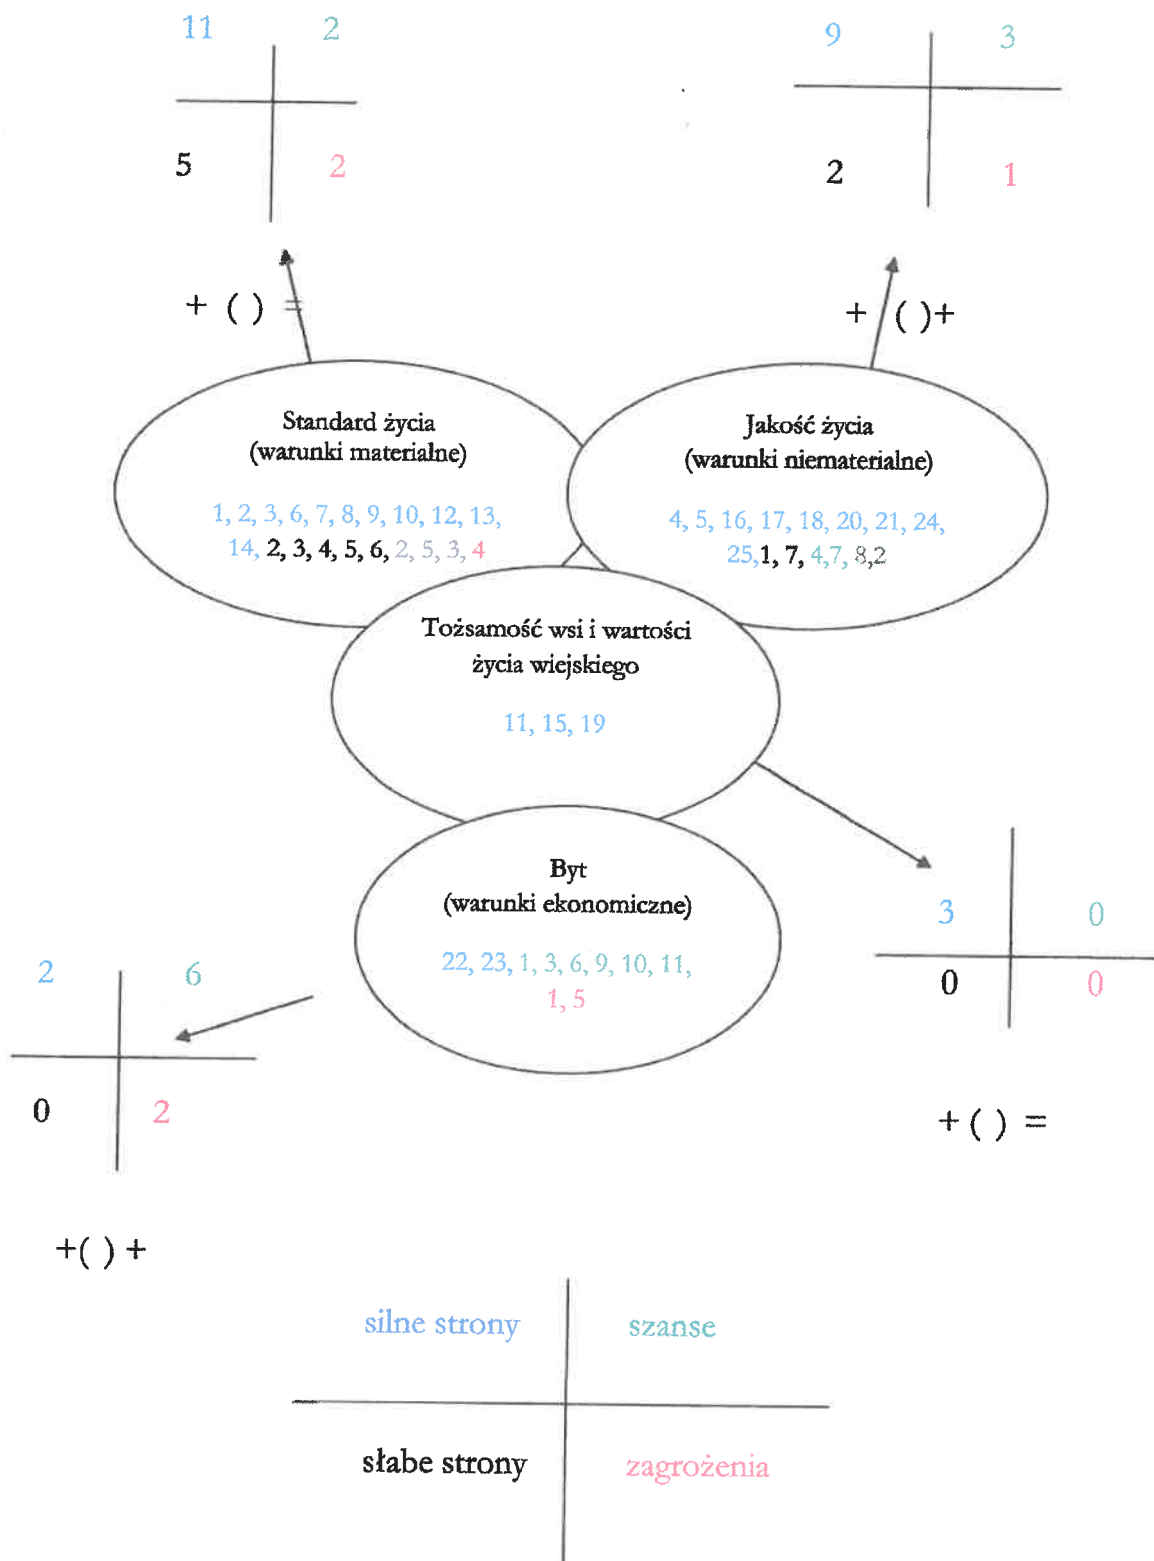 11 2
5 2
+ ( ) =
9 3
2 1
+ ( )+
Standard życia
(warunki materialne)
1, 2, 3, 6, 7, 8, 9, 10, 12, 13,
14, 2, 3, 4, 5, 6, 2, 5, 3, 4
Jakość życia
(warunki niematerialne)
4, 5, 16, 17, 18, 20, 21, 24,
25,1, 7, 4,7, 8,2
Tożsamość wsi i wartości
życia wiejskiego
11, 15, 19
Byt
(warunki ekonomiczne)
22, 23, 1, 3, 6, 9, 10, 11,
1, 5
3 0
0 0
+ ( ) =
2 6
0 2
+( ) +
silne strony szanse
słabe strony zagrożenia